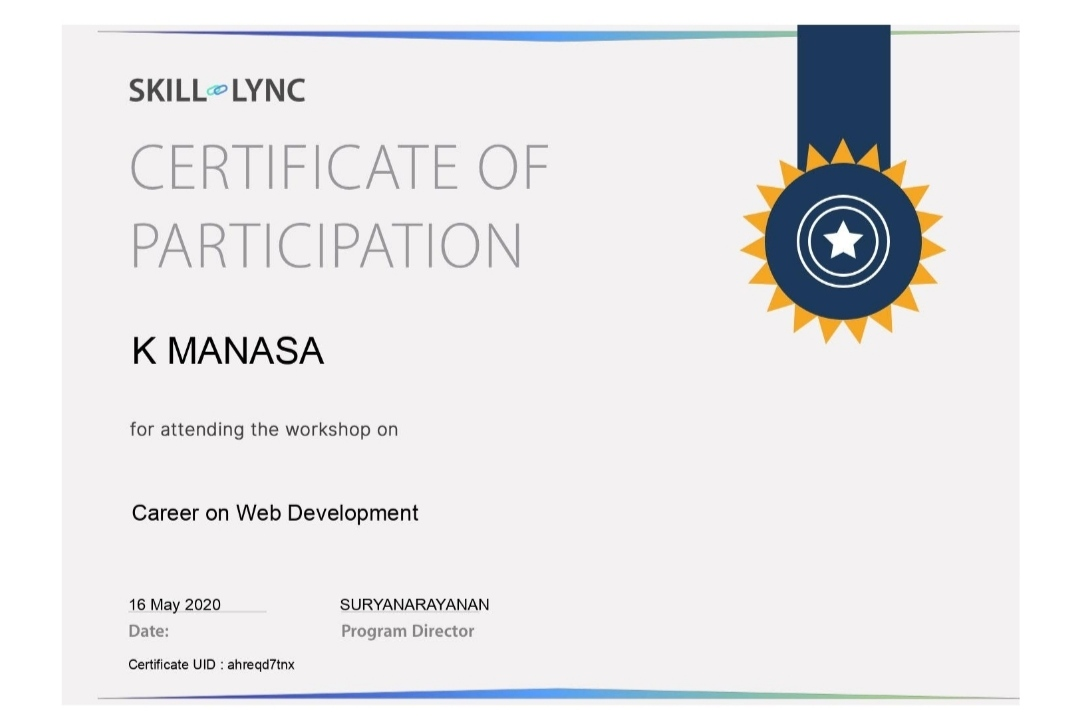 SKILL LYNC
CERTIFICATE OF
PARTICIPATION
K MANASA
for attending the workshop on
Career on Web Development
16 May 2020
SURYANARAYANAN
Date:
Program Director
Certificate UID : ahreqd7tnx